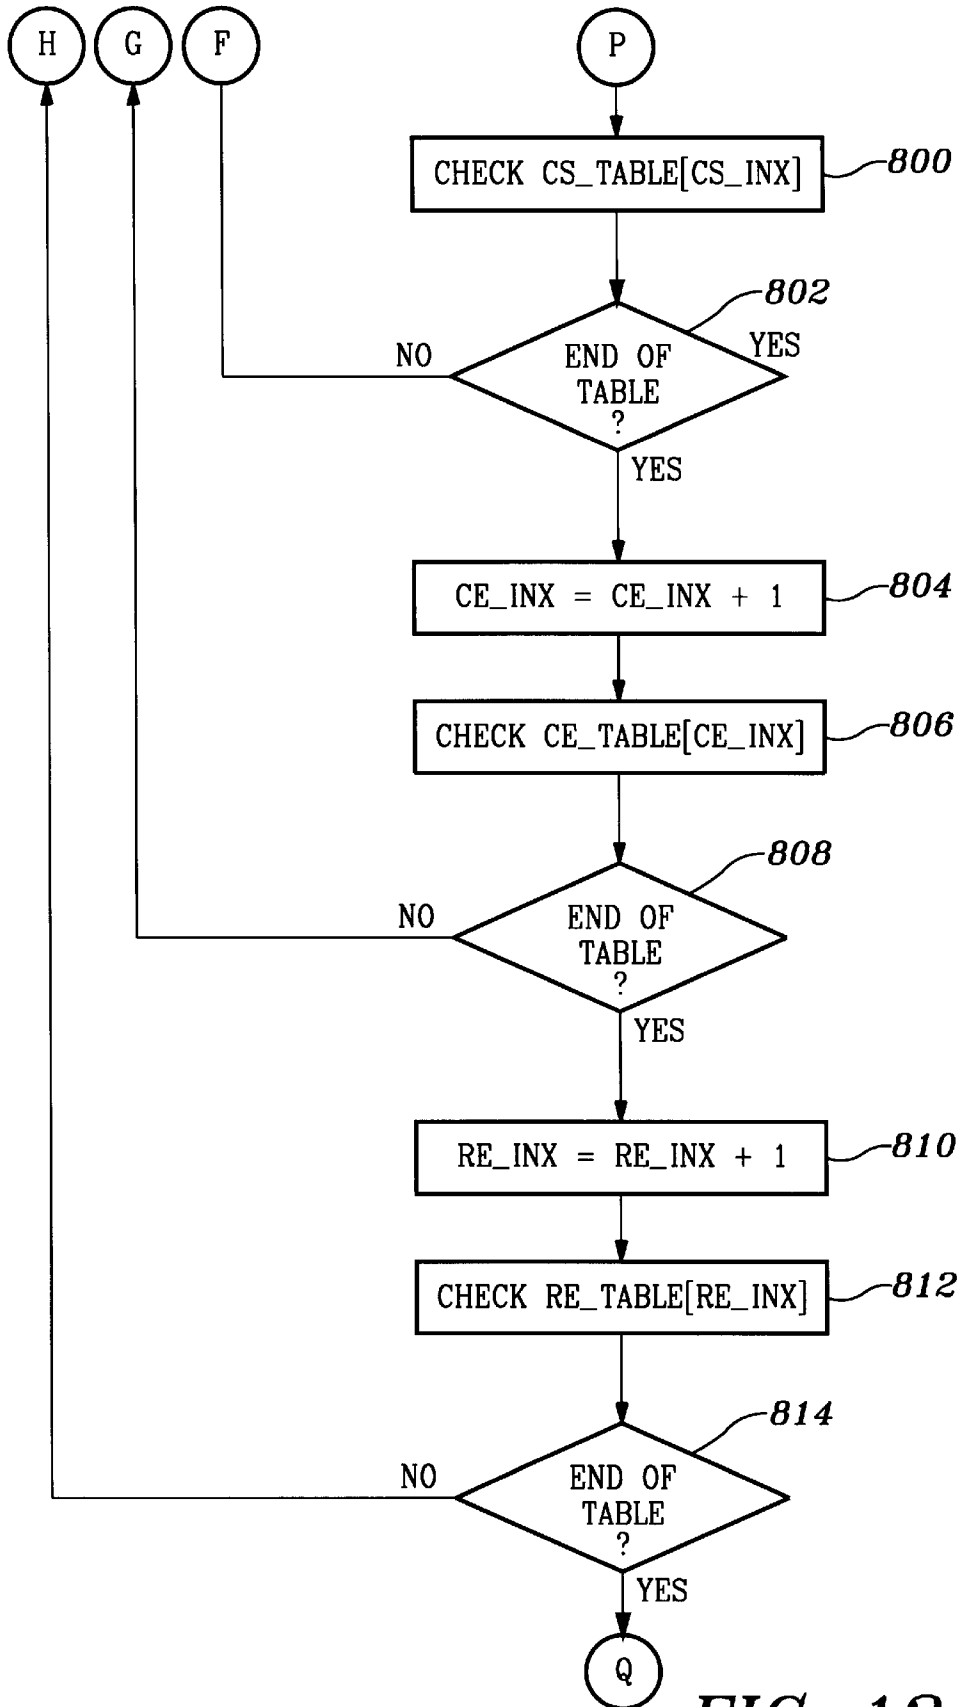 H G F P
CHECK CS_TABLE[CS_INX]
800
802
NO
YES
END OF
TABLE
?
YES
CE_INX = CE_INX + 1
804
CHECK CE_TABLE[CE_INX]
806
808
NO
END OF
TABLE
?
YES
RE_INX = RE_INX + 1
810
CHECK RE_TABLE[RE_INX]
812
814
NO
END OF
TABLE
?
YES
Q